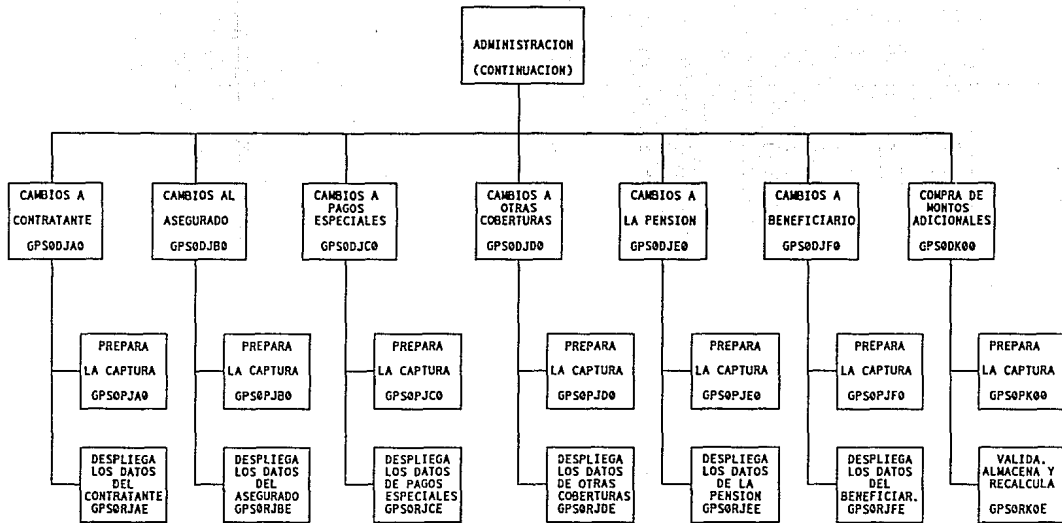 ADMINISTRACION
(CONTINUACION)
CAMBIOS A
CONTRATANTE
GPS0DJA0
CAMBIOS AL
ASEGURADO
GPS0DJB0
CAMBIOS A
PAGOS
ESPECIALES
GPS0DJC0
CAMBIOS A
OTRAS
COBERTURAS
GPS0DJD0
CAMBIOS A
LA PENSION
GPS0DJE0
CAMBIOS A
BENEFICIARIO
GPS0DJF0
COMPRA DE
MONTOS
ADICIONALES
GPS0DK00
PREPARA
LA CAPTURA
GPS0PJA0
PREPARA
LA CAPTURA
GPS0PJB0
PREPARA
LA CAPTURA
GPS0PJC0
PREPARA
LA CAPTURA
GPS0PJD0
PREPARA
LA CAPTURA
GPS0PJE0
PREPARA
LA CAPTURA
GPS0PJF0
PREPARA
LA CAPTURA
GPS0PK00
DESPLIEGA
LOS DATOS
DEL
CONTRATANTE
GPS0RJAE
DESPLIEGA
LOS DATOS
DEL
ASEGURADO
GPS0RJBE
DESPLIEGA
LOS DATOS
DE PAGOS
ESPECIALES
GPS0RJCE
DESPLIEGA
LOS DATOS
DE OTRAS
COBERTURAS
GPS0RJDE
DESPLIEGA
LOS DATOS
DE LA
PENSION
GPS0RJEE
DESPLIEGA
LOS DATOS
DEL
BENEFICIAR.
GPS0RJFE
VALIDA,
ALMACENA Y
RECALCULA
GPS0RK0E